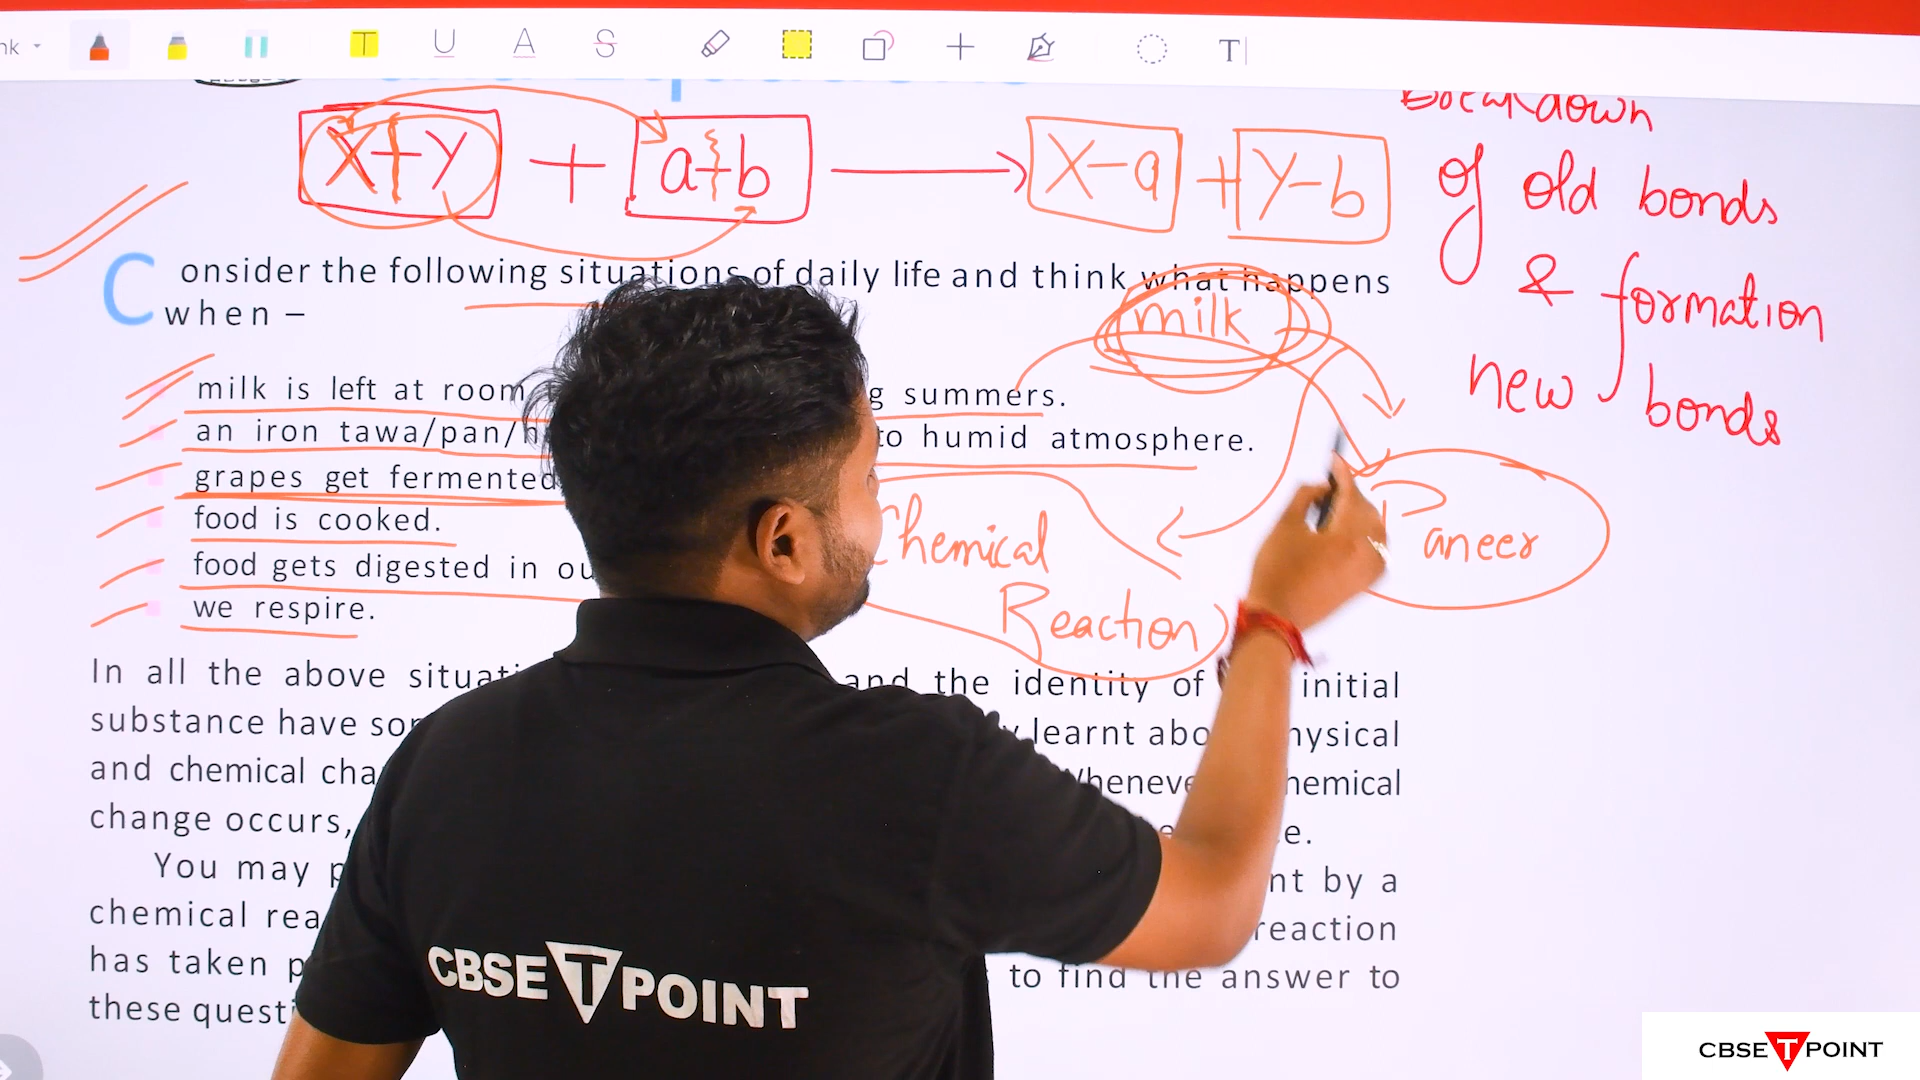 T U A S T
Breakdown
of old bonds
& formation
new bonds
X+Y + a+b → X-a + Y-b
Consider the following situations of daily life and think what happens
when –
milk
milk is left at room g summers.
an iron tawa/pan/ to humid atmosphere.
grapes get fermented
food is cooked.
food gets digested in ou
we respire.
Chemical
Reaction
Paneer
In all the above situati and the identity of initial
substance have so learnt abo hysical
and chemical cha Wheneve hemical
change occurs, e.
You may p nt by a
chemical rea reaction
has taken p to find the answer to
these questi
CBSE T POINT
CBSE T POINT